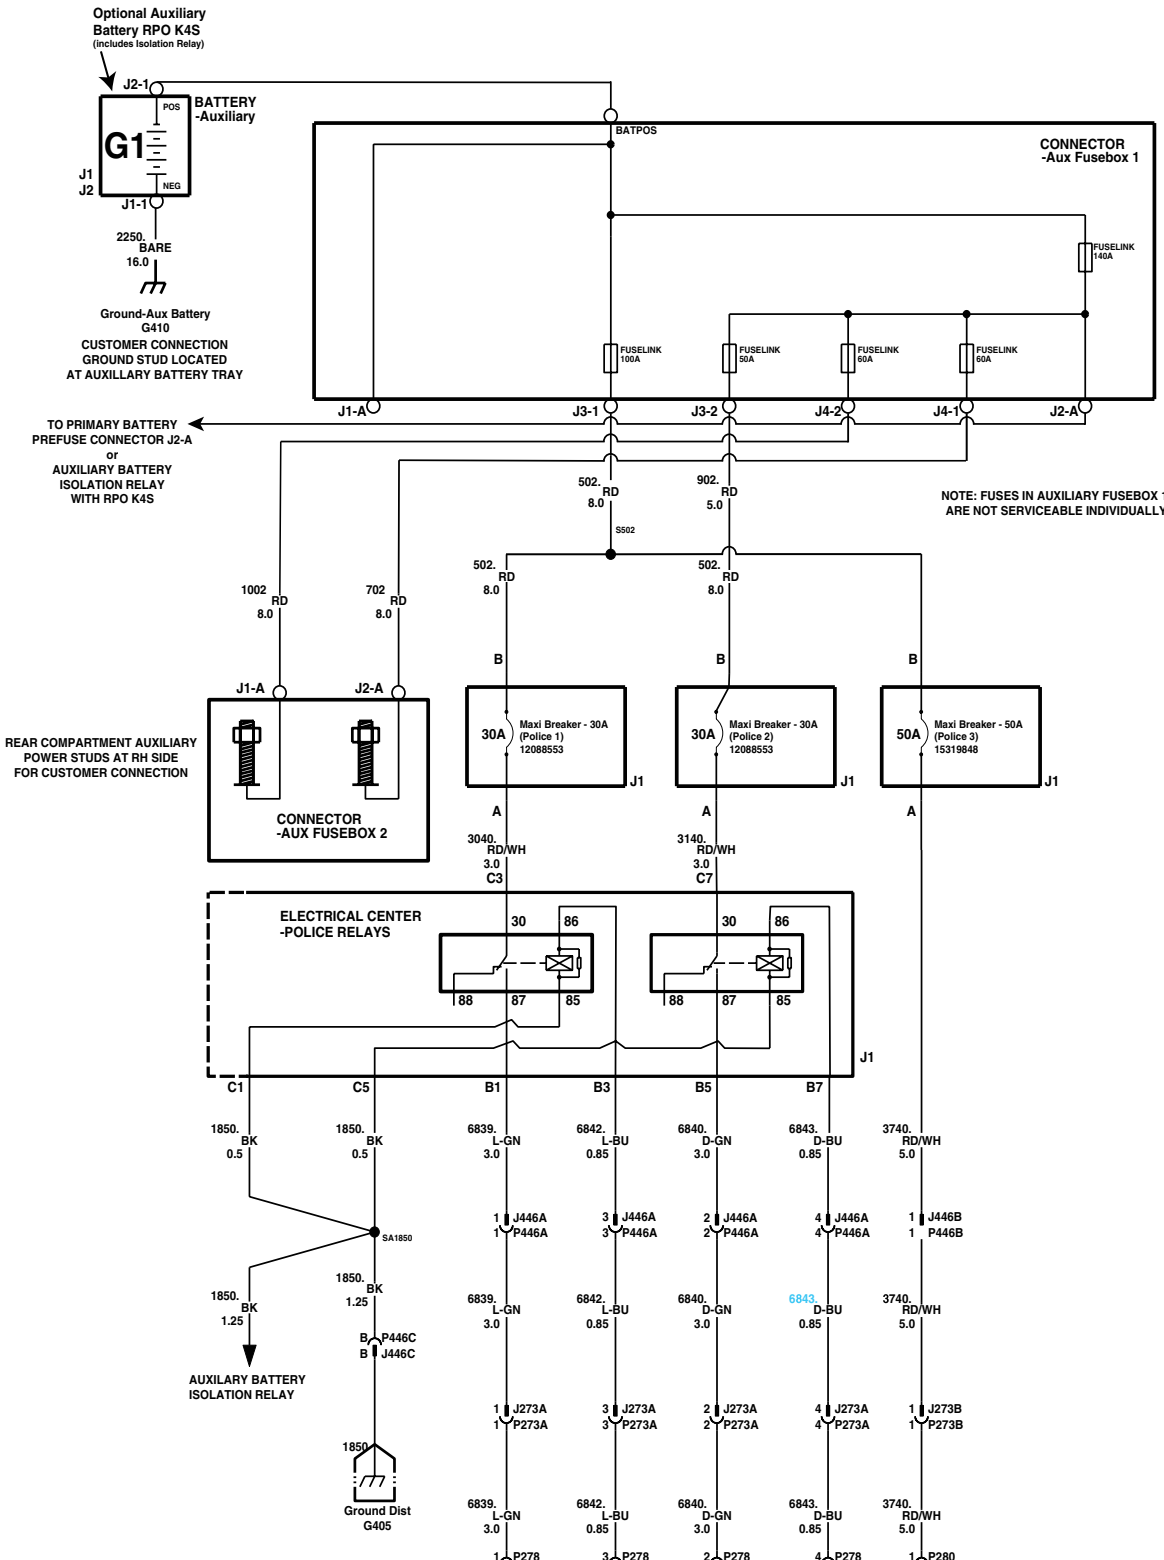 Optional Auxiliary
Battery RPO K4S
(includes Isolation Relay)
J2-1
POS
BATTERY
-Auxiliary
G1
J1
J2
NEG
J1-1
2250.
BARE
16.0
Ground-Aux Battery
G410
CUSTOMER CONNECTION
GROUND STUD LOCATED
AT AUXILLARY BATTERY TRAY
BATPOS
CONNECTOR
-Aux Fusebox 1
FUSELINK
140A
FUSELINK
100A
FUSELINK
50A
FUSELINK
60A
FUSELINK
60A
J1-A
J3-1
J3-2
J4-2
J4-1
J2-A
TO PRIMARY BATTERY
PREFUSE CONNECTOR J2-A
or
AUXILIARY BATTERY
ISOLATION RELAY
WITH RPO K4S
502.
RD
8.0
902.
RD
5.0
NOTE: FUSES IN AUXILIARY FUSEBOX 1
ARE NOT SERVICEABLE INDIVIDUALLY
S502
502.
RD
8.0
502.
RD
8.0
1002
RD
8.0
702
RD
8.0
B
B
B
J1-A
J2-A
REAR COMPARTMENT AUXILIARY
POWER STUDS AT RH SIDE
FOR CUSTOMER CONNECTION
CONNECTOR
-AUX FUSEBOX 2
30A
Maxi Breaker - 30A
(Police 1)
12088553
J1
30A
Maxi Breaker - 30A
(Police 2)
12088553
J1
50A
Maxi Breaker - 50A
(Police 3)
15319848
J1
A
A
A
3040.
RD/WH
3.0
C3
3140.
RD/WH
3.0
C7
ELECTRICAL CENTER
-POLICE RELAYS
30
86
88
87
85
30
86
88
87
85
J1
C1
C5
B1
B3
B5
B7
1850.
BK
0.5
1850.
BK
0.5
6839.
L-GN
3.0
6842.
L-BU
0.85
6840.
D-GN
3.0
6843.
D-BU
0.85
3740.
RD/WH
5.0
1 J446A
1 P446A
3 J446A
3 P446A
2 J446A
2 P446A
4 J446A
4 P446A
1 J446B
1 P446B
SA1850
1850.
BK
1.25
1850.
BK
1.25
6839.
L-GN
3.0
6842.
L-BU
0.85
6840.
D-GN
3.0
6843.
D-BU
0.85
3740.
RD/WH
5.0
B P446C
B J446C
AUXILARY BATTERY
ISOLATION RELAY
1 J273A
1 P273A
3 J273A
3 P273A
2 J273A
2 P273A
4 J273A
4 P273A
1 J273B
1 P273B
1850
Ground Dist
G405
6839.
L-GN
3.0
6842.
L-BU
0.85
6840.
D-GN
3.0
6843.
D-BU
0.85
3740.
RD/WH
5.0
1 P278
3 P278
2 P278
4 P278
1 P280